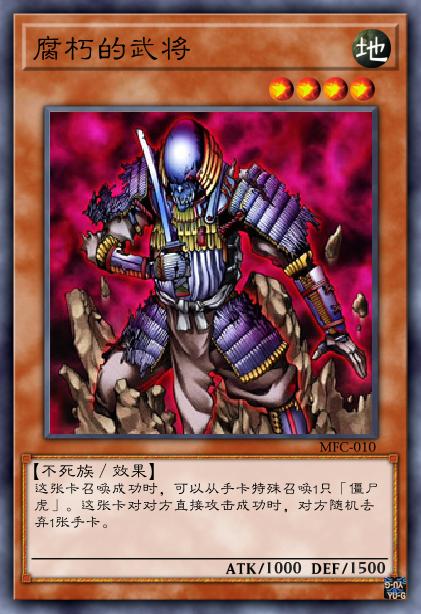 腐朽的武将
地
MFC-010
【不死族／效果】
这张卡召唤成功时，可以从手卡特殊召唤1只「僵尸
虎」。这张卡对对方直接攻击成功时，对方随机丢
弃1张手卡。
ATK/1000 DEF/1500